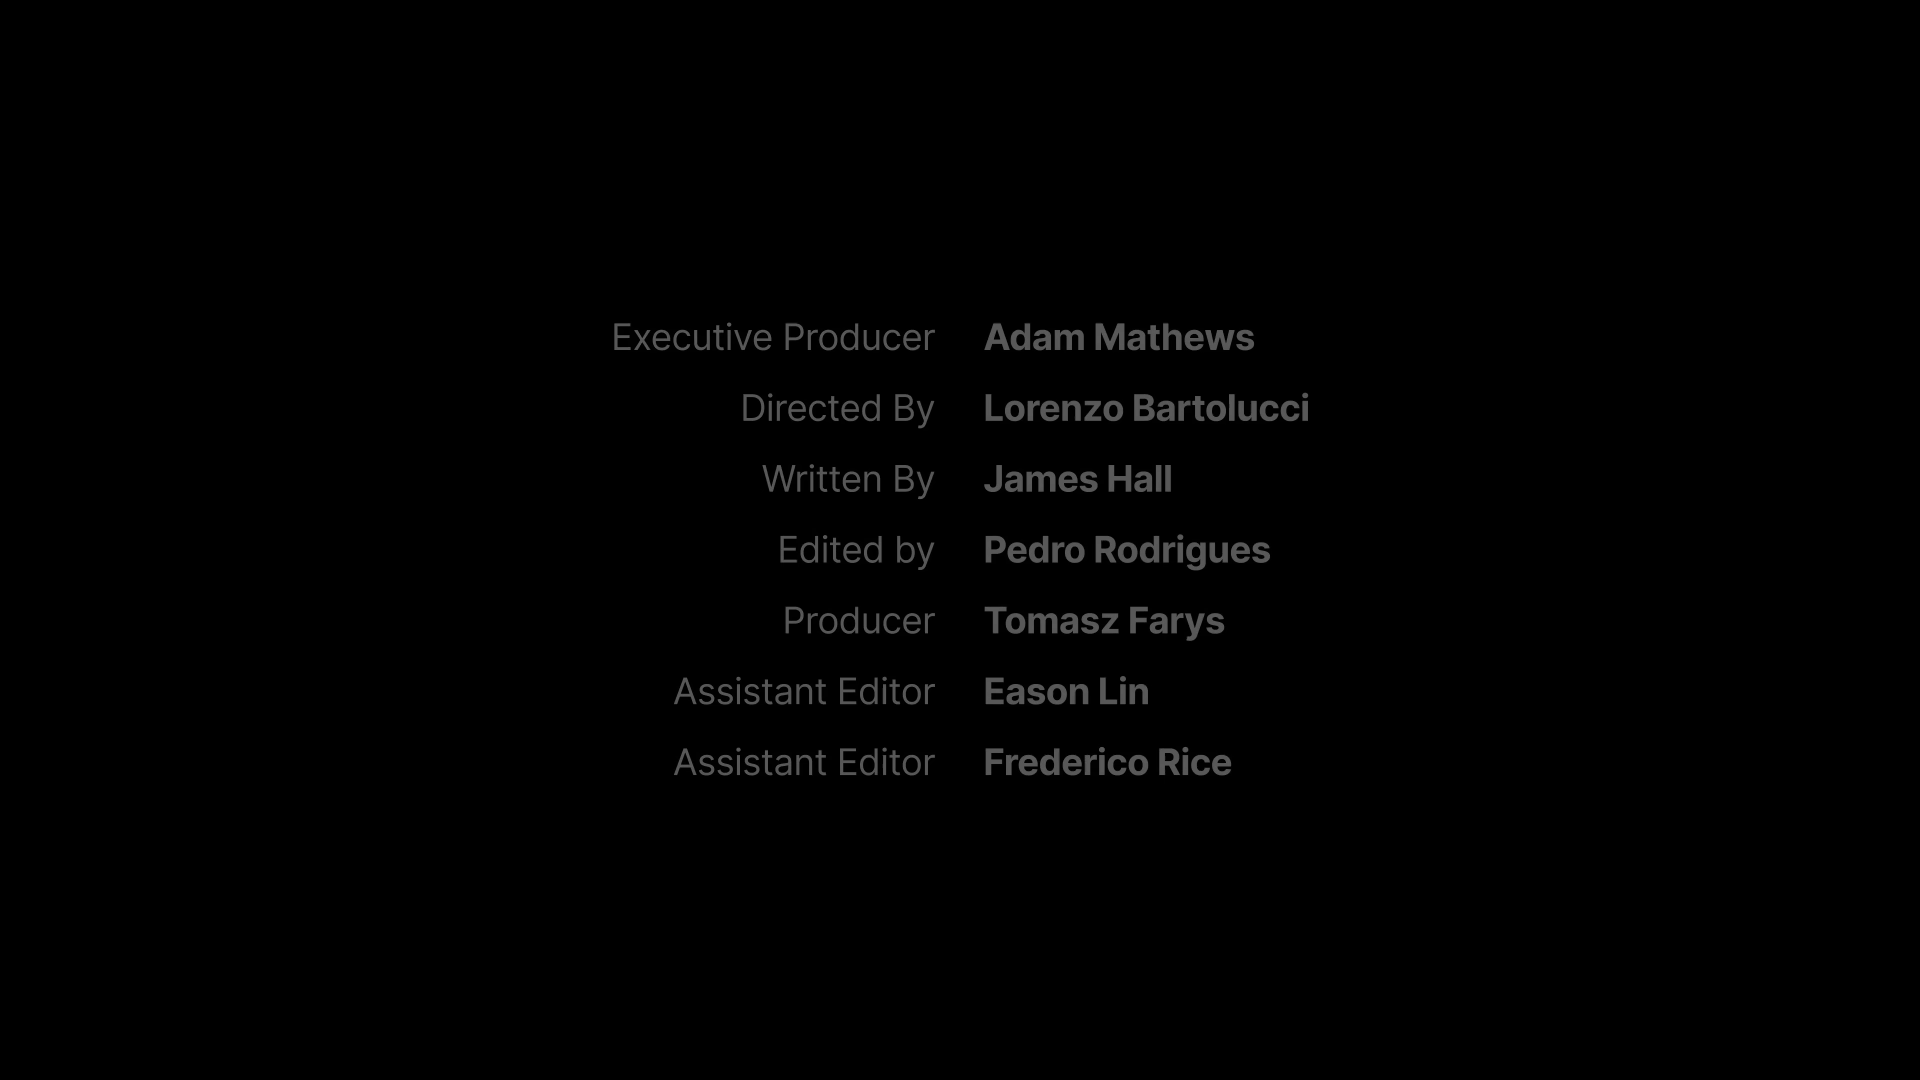 Executive Producer Adam Mathews
Directed By Lorenzo Bartolucci
Written By James Hall
Edited by Pedro Rodrigues
Producer Tomasz Farys
Assistant Editor Eason Lin
Assistant Editor Frederico Rice